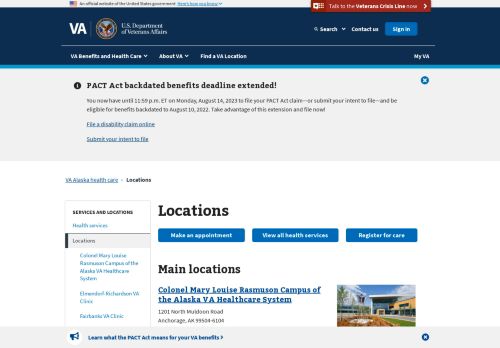 An official website of the United States government Here's how you know
Talk to the Veterans Crisis Line now
VA
U.S. Department
of Veterans Affairs
Search
Contact us
Sign in
VA Benefits and Health Care
About VA
Find a VA Location
My VA
PACT Act backdated benefits deadline extended!
You now have until 11:59 p.m. ET on Monday, August 14, 2023 to file your PACT Act claim—or submit your intent to file—and be
eligible for benefits backdated to August 10, 2022. Take advantage of this extension and file now!
File a disability claim online
Submit your intent to file
VA Alaska health care › Locations
SERVICES AND LOCATIONS
Health services
Locations
Colonel Mary Louise
Rasmuson Campus of the
Alaska VA Healthcare
System
Elmendorf-Richardson VA
Clinic
Fairbanks VA Clinic
Locations
Make an appointment
View all health services
Register for care
Main locations
Colonel Mary Louise Rasmuson Campus of
the Alaska VA Healthcare System
1201 North Muldoon Road
Anchorage, AK 99504-6104
Learn what the PACT Act means for your VA benefits